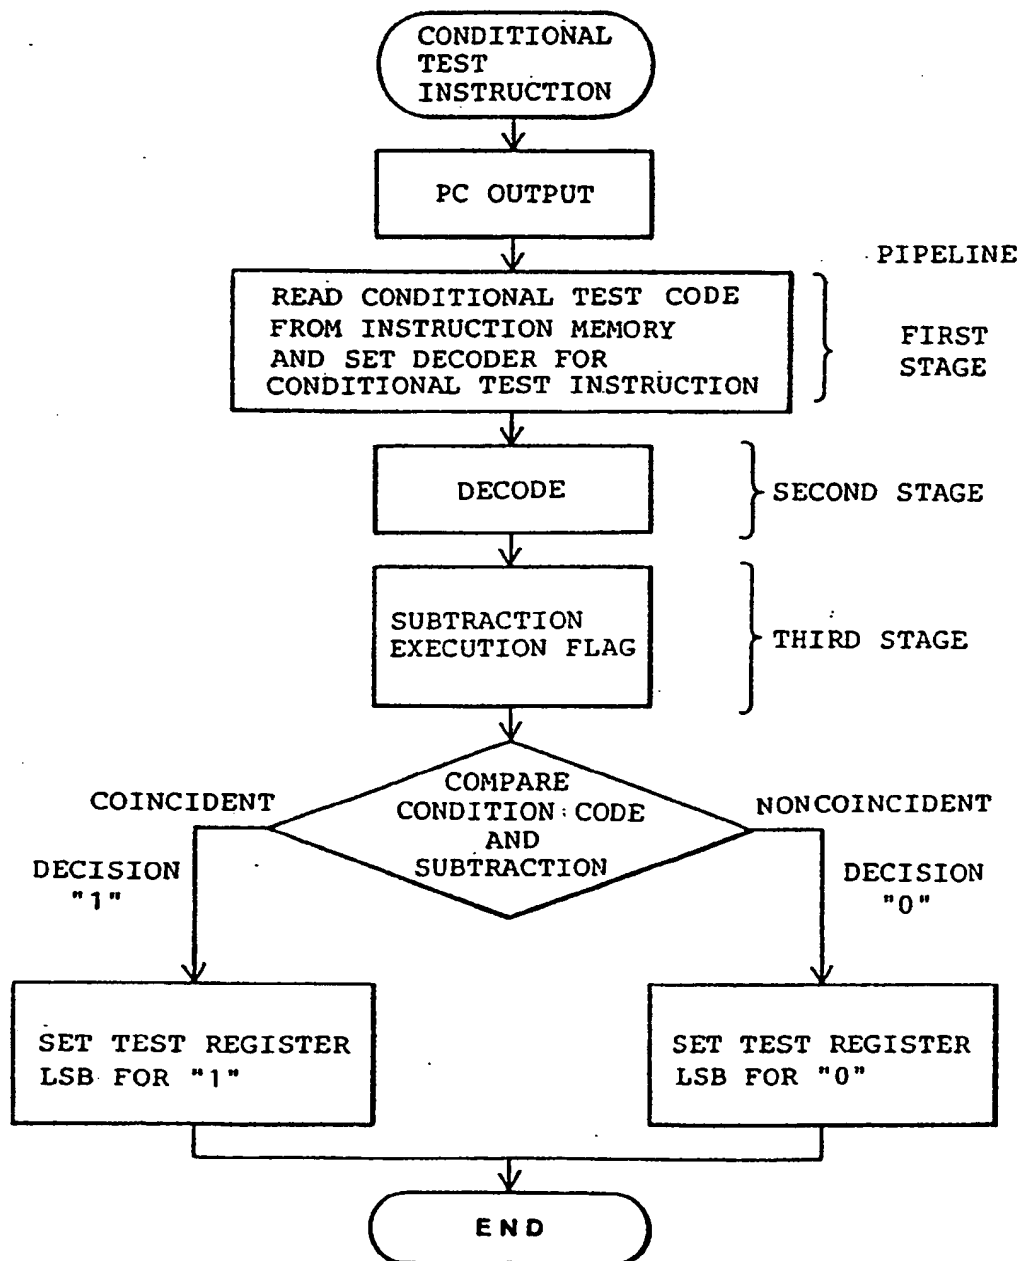 CONDITIONAL
TEST
INSTRUCTION
PC OUTPUT
PIPELINE
READ CONDITIONAL TEST CODE
FROM INSTRUCTION MEMORY
AND SET DECODER FOR
CONDITIONAL TEST INSTRUCTION
FIRST
STAGE
DECODE
SECOND STAGE
SUBTRACTION
EXECUTION FLAG
THIRD STAGE
COMPARE
CONDITION CODE
AND
SUBTRACTION
COINCIDENT
DECISION
"1"
NONCOINCIDENT
DECISION
"0"
SET TEST REGISTER
LSB FOR "1"
SET TEST REGISTER
LSB FOR "0"
END